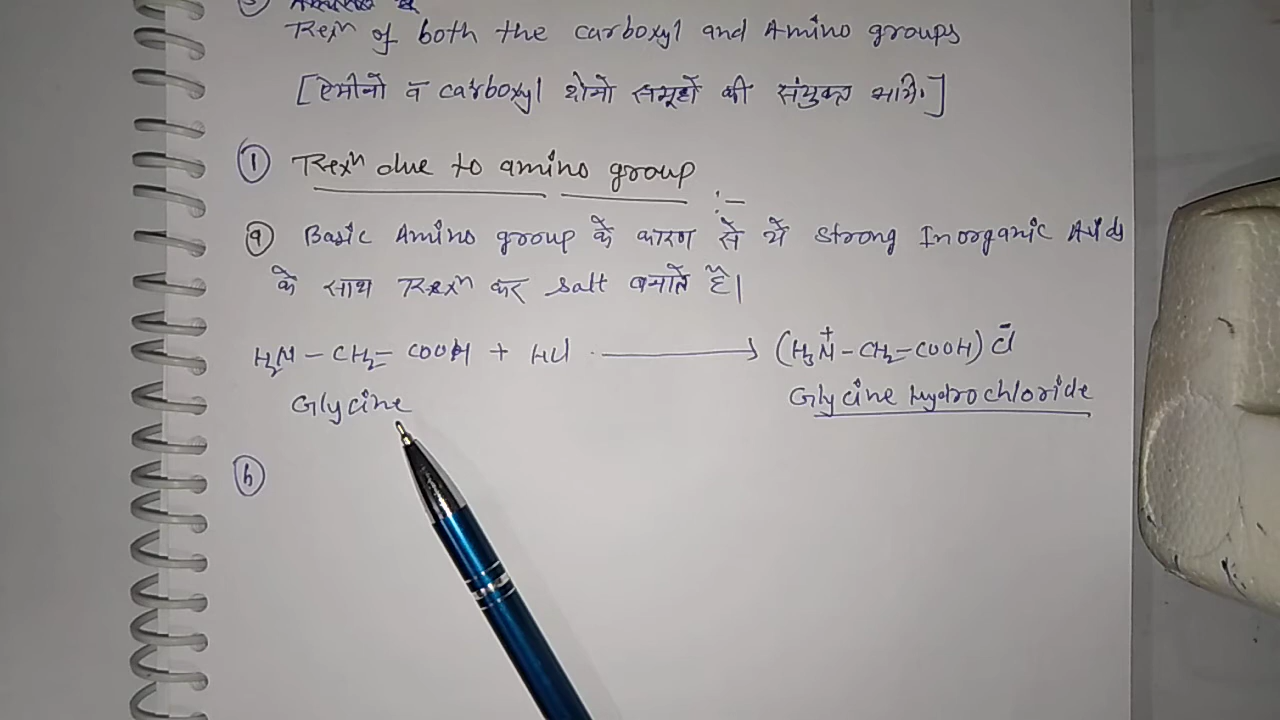 ③
Rexⁿ of both the carboxyl and Amino groups
[ऐमीनो व carboxyl दोनो समूहों की संयुक्त अभि.]
① Rexⁿ due to amino group :-
ⓐ Basic Amino group के कारण से ये strong Inorganic Acids
के साथ Rexⁿ कर salt बनाते है।
H₂N – CH₂ – COOH + HCl ⟶ (H₃N⁺ – CH₂ – COOH) Cl⁻
Glycine Glycine Hydrochloride
ⓑ